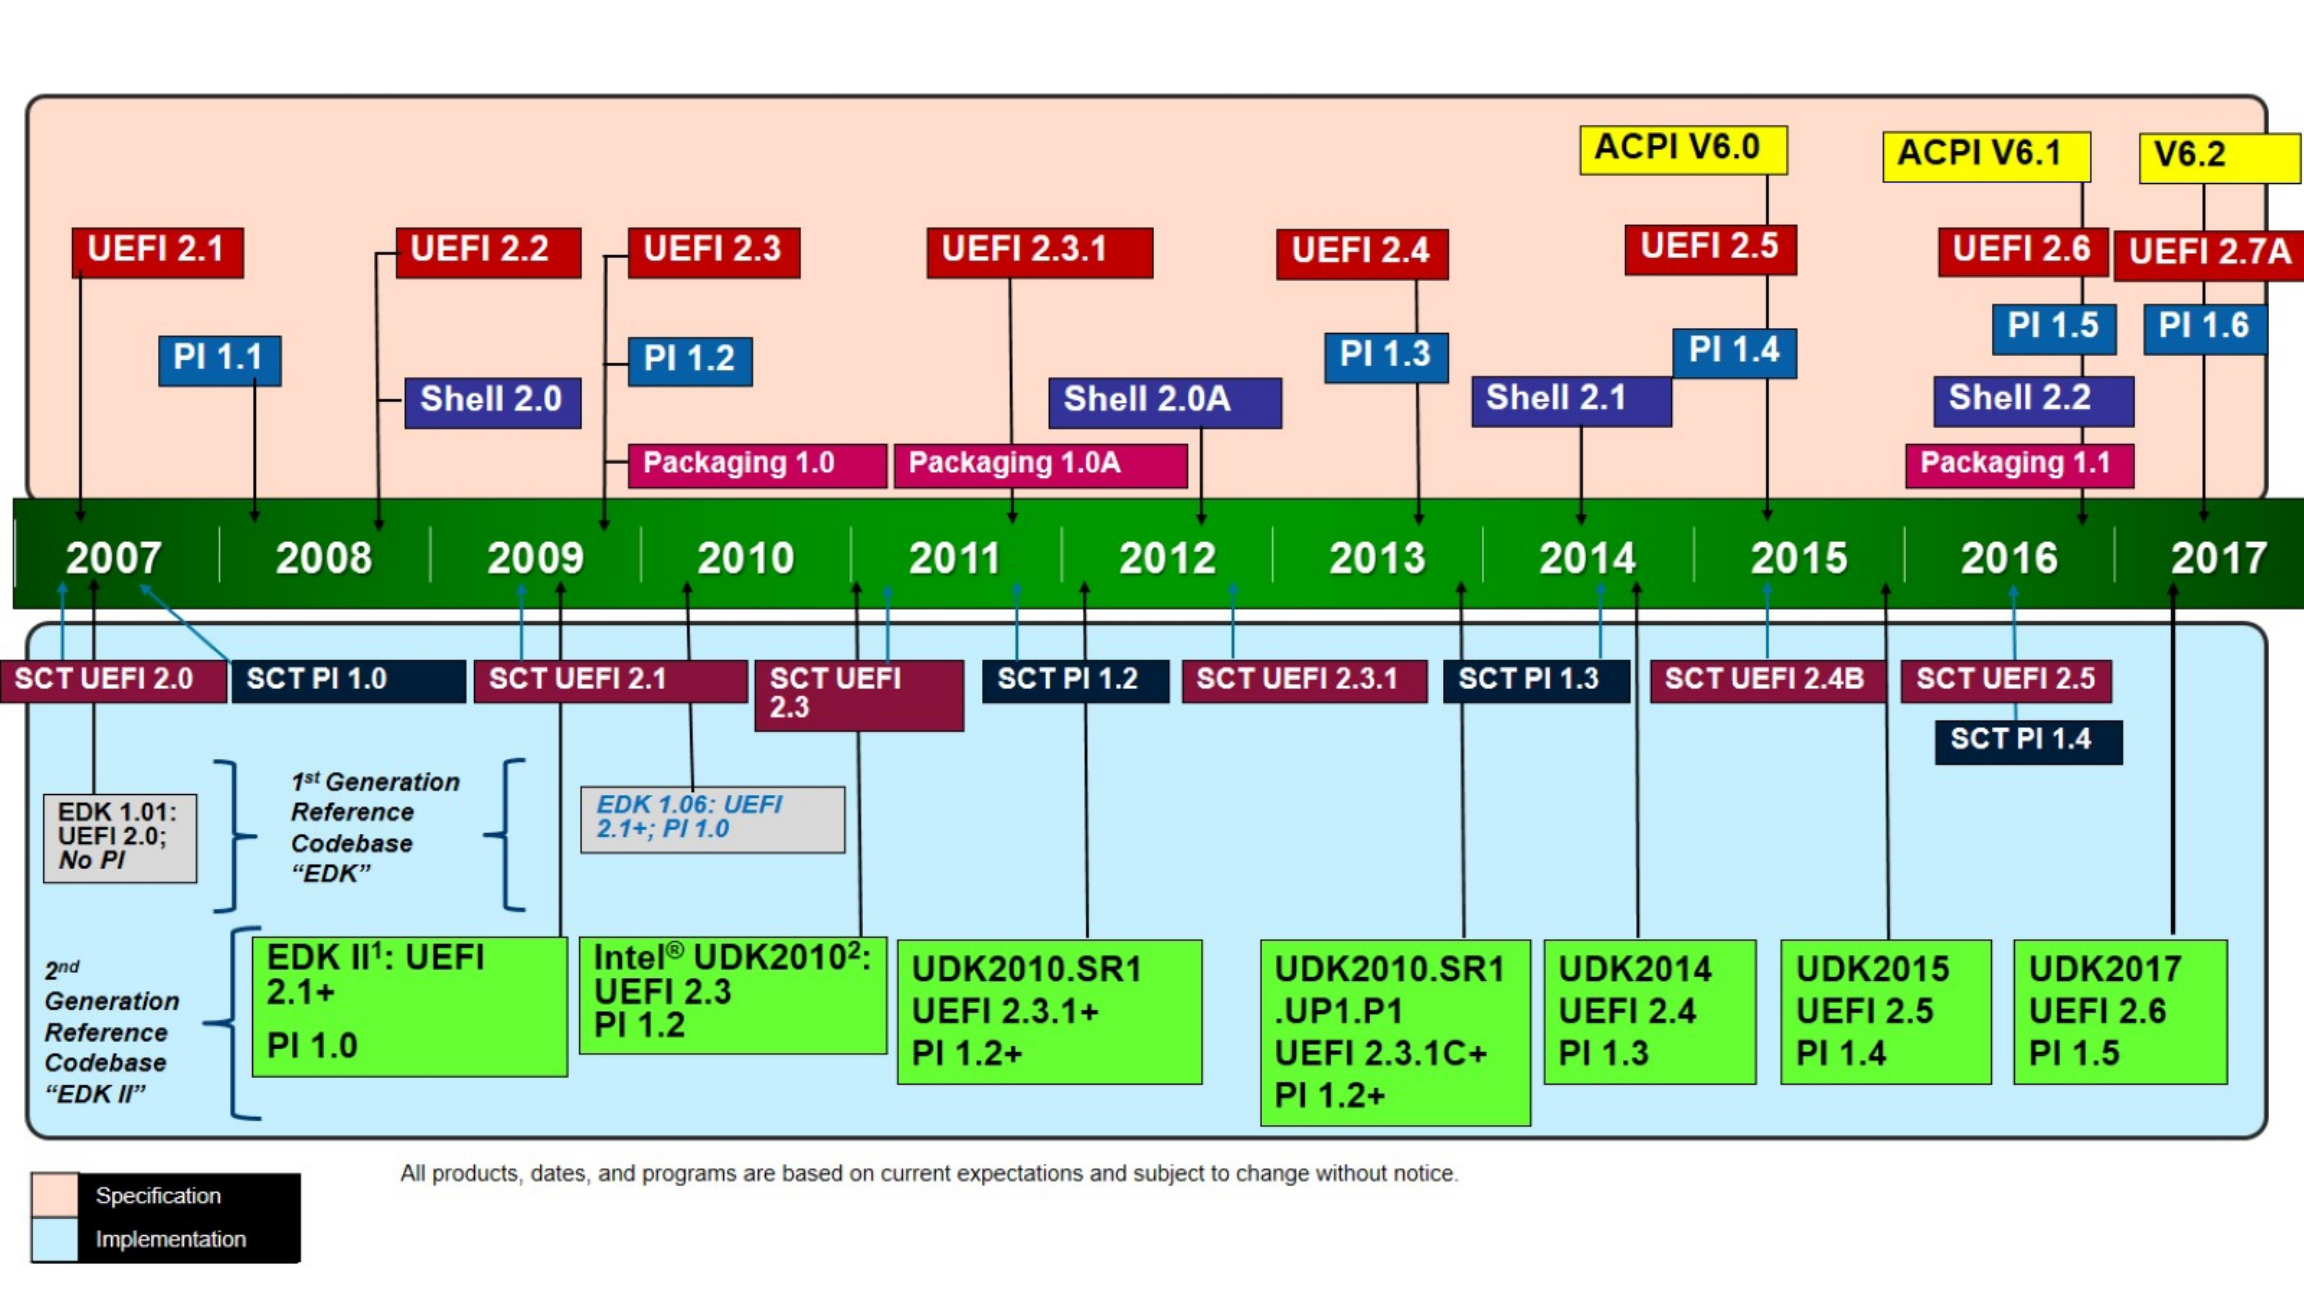 ACPI V6.0
ACPI V6.1
V6.2
UEFI 2.1
UEFI 2.2
UEFI 2.3
UEFI 2.3.1
UEFI 2.4
UEFI 2.5
UEFI 2.6
UEFI 2.7A
PI 1.1
PI 1.2
PI 1.3
PI 1.4
PI 1.5
PI 1.6
Shell 2.0
Shell 2.0A
Shell 2.1
Shell 2.2
Packaging 1.0
Packaging 1.0A
Packaging 1.1
2007
2008
2009
2010
2011
2012
2013
2014
2015
2016
2017
SCT UEFI 2.0
SCT PI 1.0
SCT UEFI 2.1
SCT UEFI
2.3
SCT PI 1.2
SCT UEFI 2.3.1
SCT PI 1.3
SCT UEFI 2.4B
SCT UEFI 2.5
SCT PI 1.4
EDK 1.01:
UEFI 2.0;
No PI
1st Generation
Reference
Codebase
“EDK”
EDK 1.06: UEFI
2.1+; PI 1.0
2nd
Generation
Reference
Codebase
“EDK II”
EDK II¹: UEFI
2.1+
PI 1.0
Intel® UDK2010²:
UEFI 2.3
PI 1.2
UDK2010.SR1
UEFI 2.3.1+
PI 1.2+
UDK2010.SR1
.UP1.P1
UEFI 2.3.1C+
PI 1.2+
UDK2014
UEFI 2.4
PI 1.3
UDK2015
UEFI 2.5
PI 1.4
UDK2017
UEFI 2.6
PI 1.5
All products, dates, and programs are based on current expectations and subject to change without notice.
Specification
Implementation